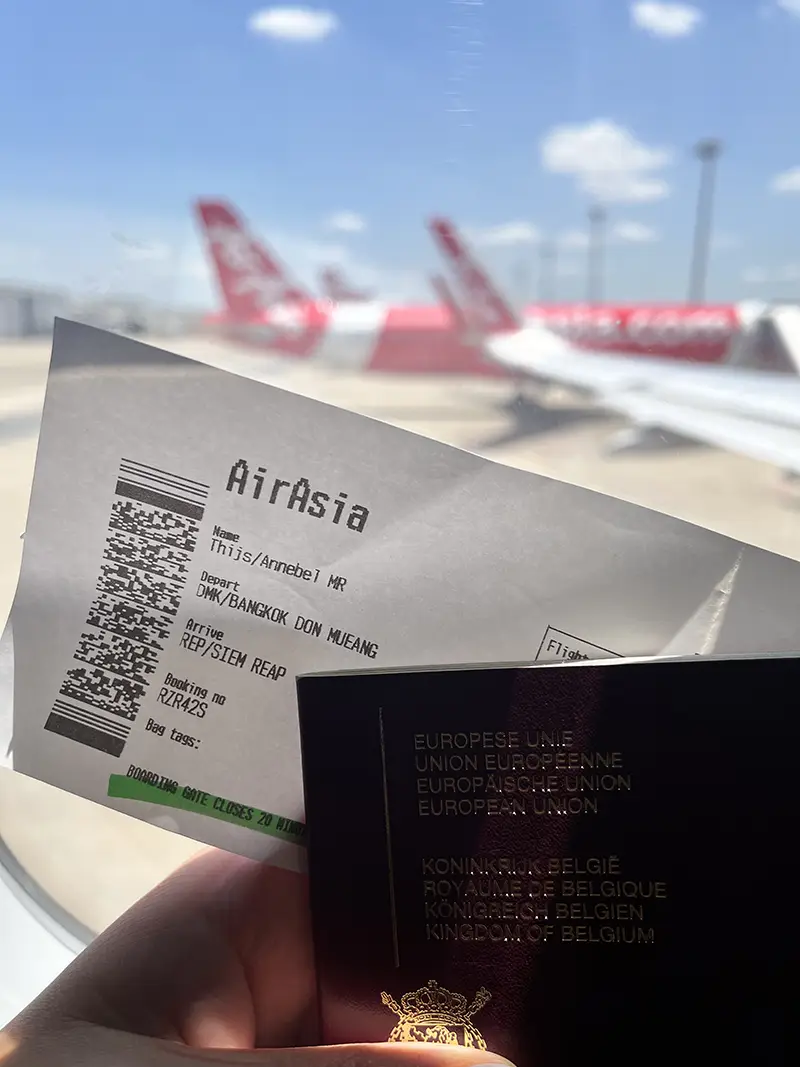 AirAsia
Name
Thijs/Annebel MR
Depart
DMK/BANGKOK DON MUEANG
Arrive
REP/SIEM REAP
Booking no
RZR42S
Bag tags:
BOARDING GATE CLOSES 20
Flight
EUROPESE UNIE
UNION EUROPÉENNE
EUROPÄISCHE UNION
EUROPEAN UNION
KONINKRIJK BELGIË
ROYAUME DE BELGIQUE
KÖNIGREICH BELGIEN
KINGDOM OF BELGIUM